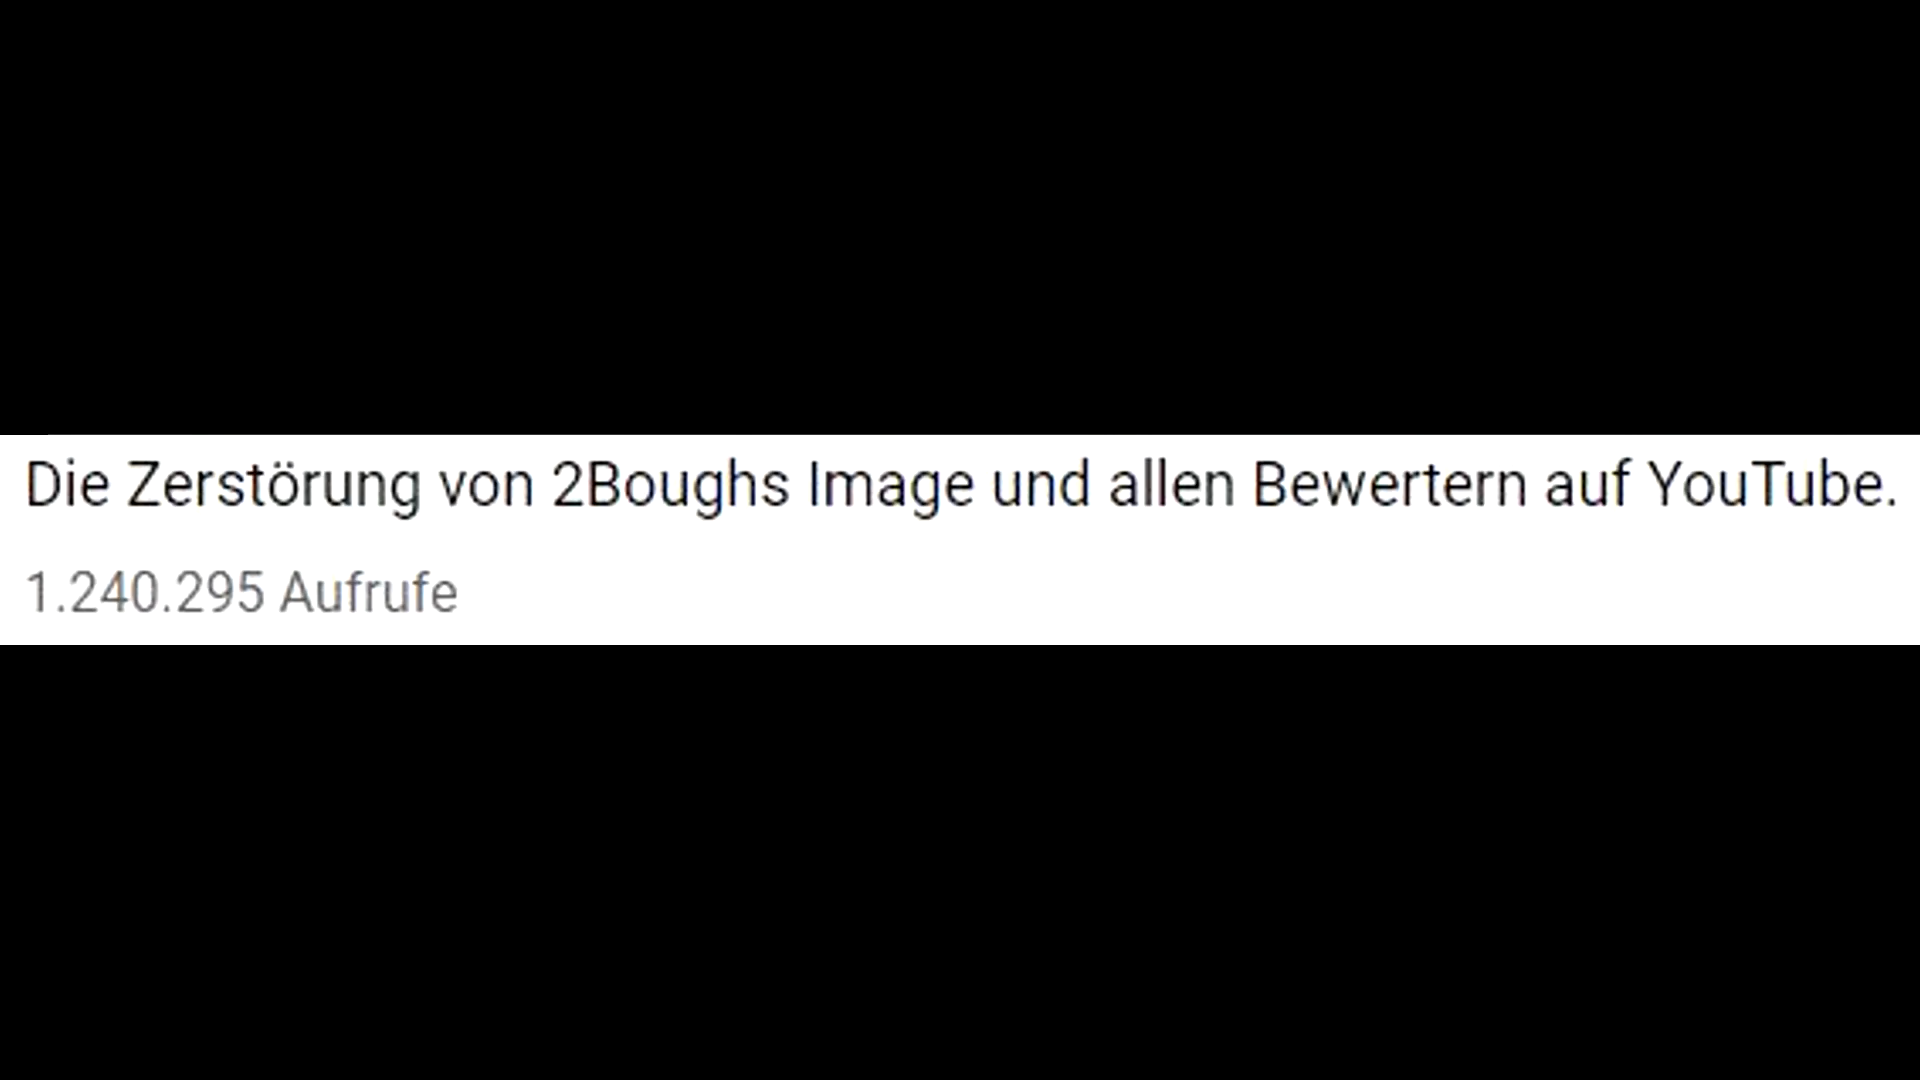 Die Zerstörung von 2Boughs Image und allen Bewertern auf YouTube.
1.240.295 Aufrufe